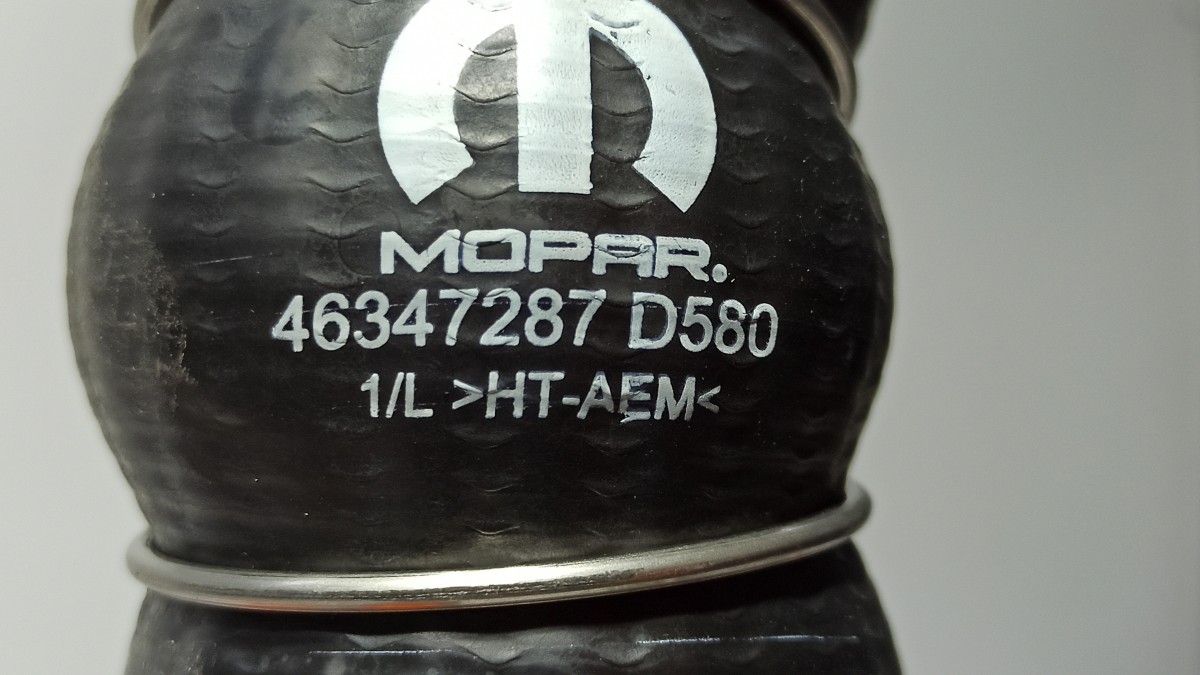 MOPAR.
46347287 D580
1/L >HT-AEM<